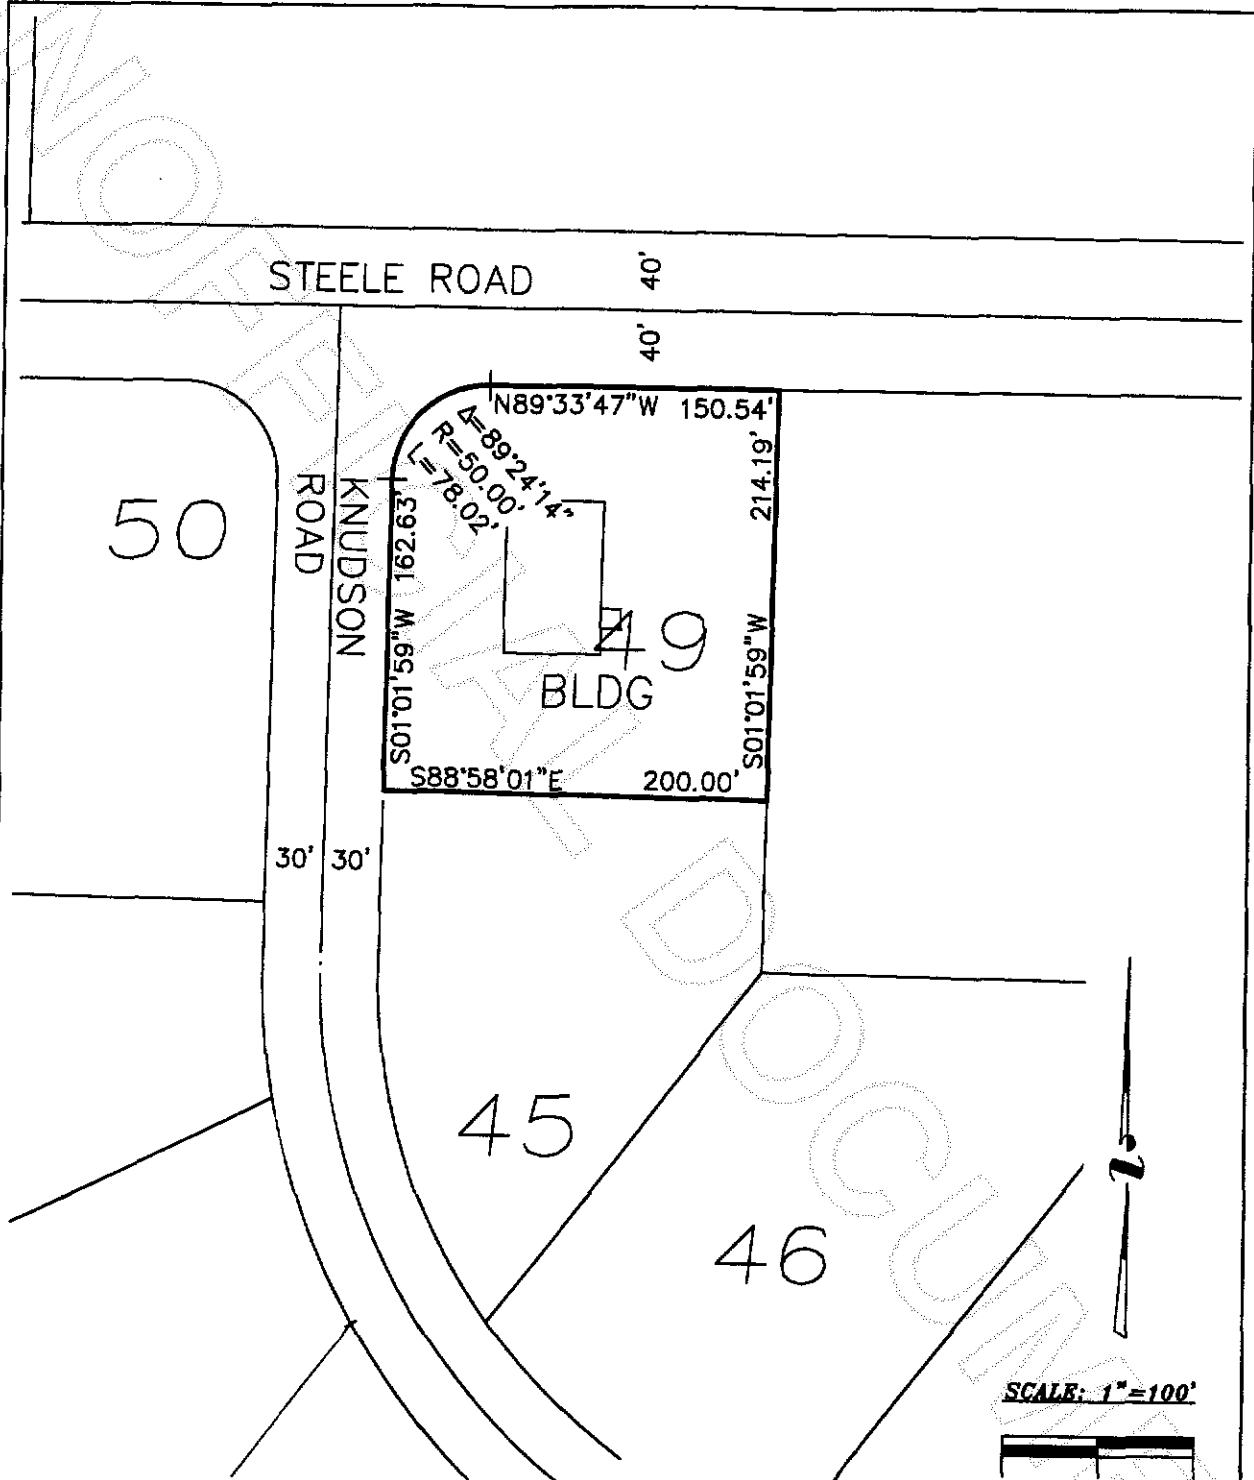 STEELE ROAD
40'
40'
N89°33'47"W 150.54'
Δ=89°24'14"
R=50.00'
L=78.02'
214.19'
S01°01'59"W
50
KNUDSON
ROAD
162.63'
S01°01'59"W
49
BLDG
S88°58'01"E 200.00'
30' 30'
45
46
SCALE: 1"=100'
UNOFFICIAL DOCUMENT